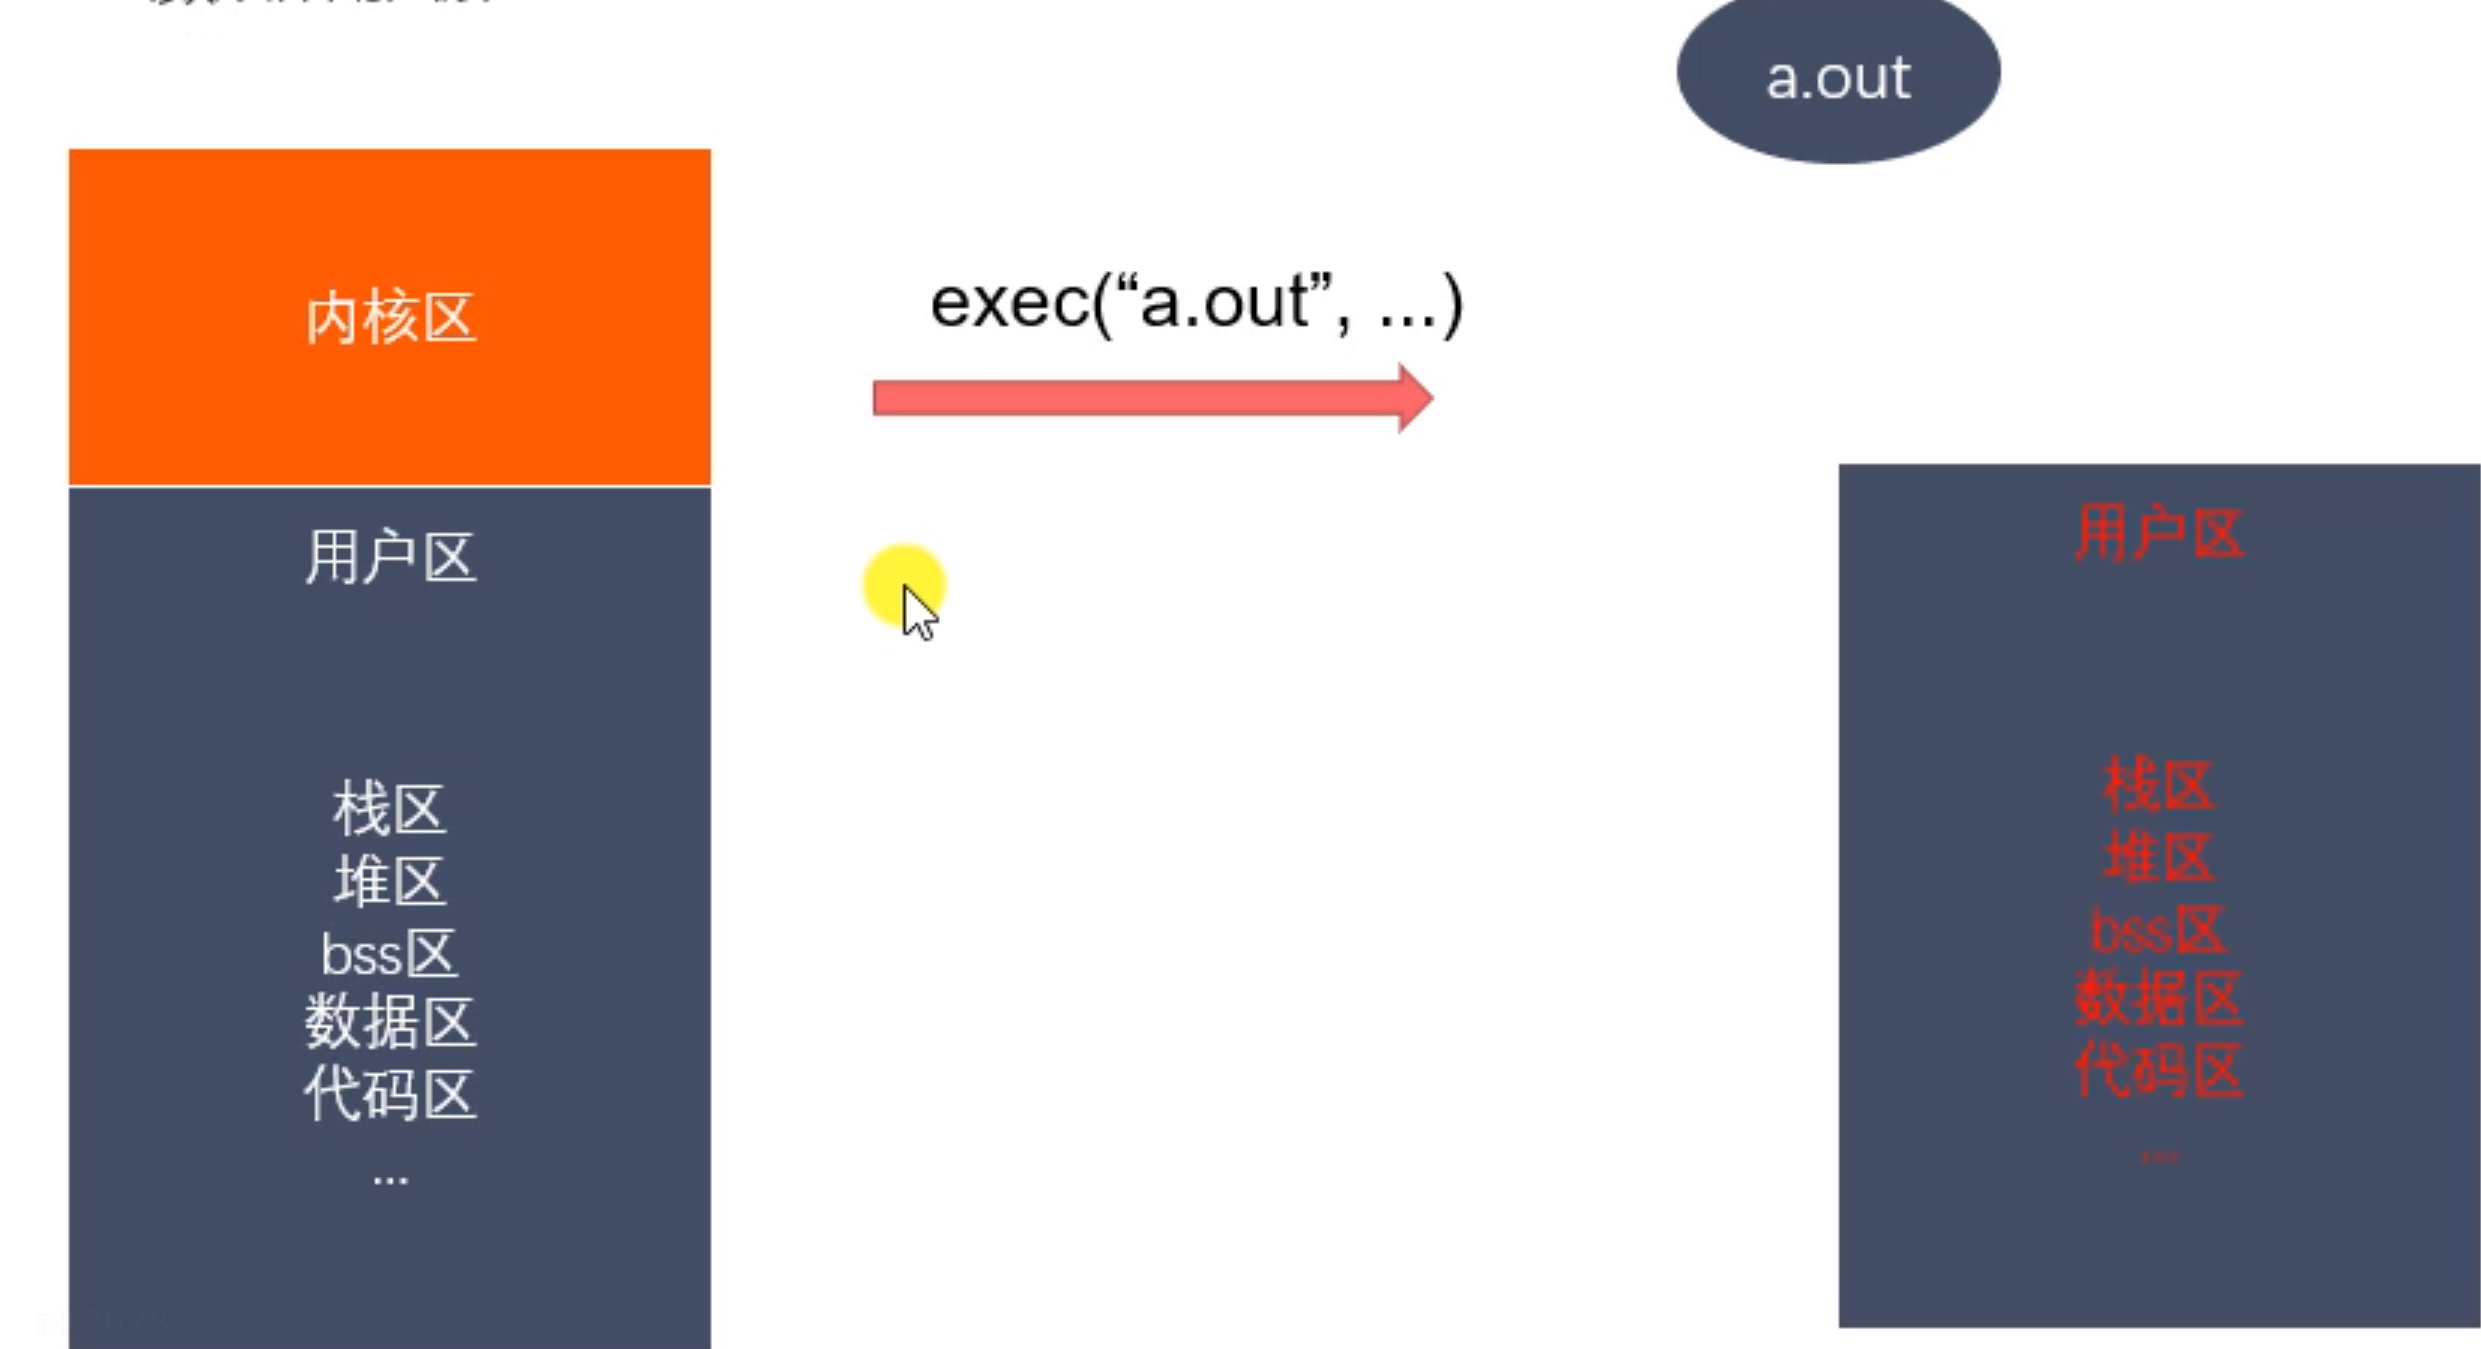 a.out
内核区
exec(“a.out”, ...)
用户区
栈区
堆区
bss区
数据区
代码区
...
用户区
栈区
堆区
bss区
数据区
代码区
...